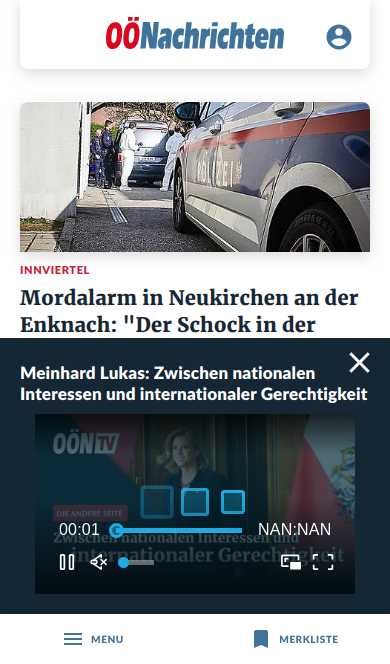 OÖNachrichten
POLIZEI
INNVIERTEL
Mordalarm in Neukirchen an der
Enknach: "Der Schock in der
Meinhard Lukas: Zwischen nationalen
Interessen und internationaler Gerechtigkeit
OÖN TV
DIE ANDERE SEITE
Zwischen nationalen Interessen und
internationaler Gerechtigkeit
00:01
NAN:NAN
MENU
MERKLISTE